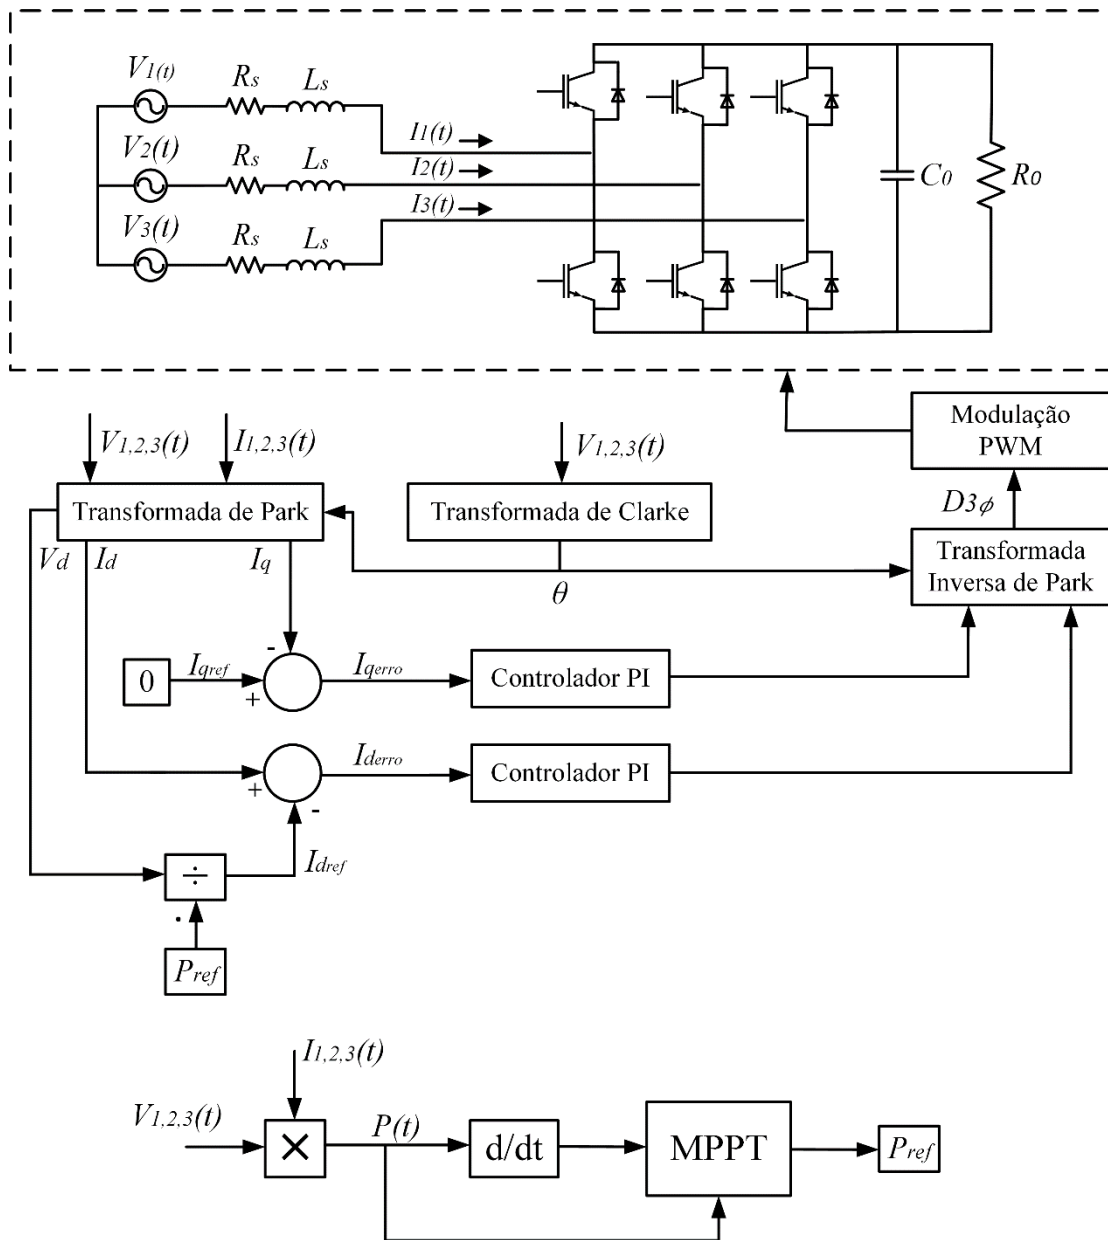 V1(t)
Rs
Ls
V2(t)
Rs
Ls
V3(t)
Rs
Ls
I1(t)
I2(t)
I3(t)
C0
R0
Modulação
PWM
V1,2,3(t)
I1,2,3(t)
V1,2,3(t)
D3ϕ
Transformada de Park
Transformada de Clarke
Transformada
Inversa de Park
Vd
Id
Iq
θ
-
0
Iqref
+
Iqerro
Controlador PI
+
-
Iderro
Controlador PI
÷
Idref
Pref
I1,2,3(t)
V1,2,3(t)
×
P(t)
d/dt
MPPT
Pref